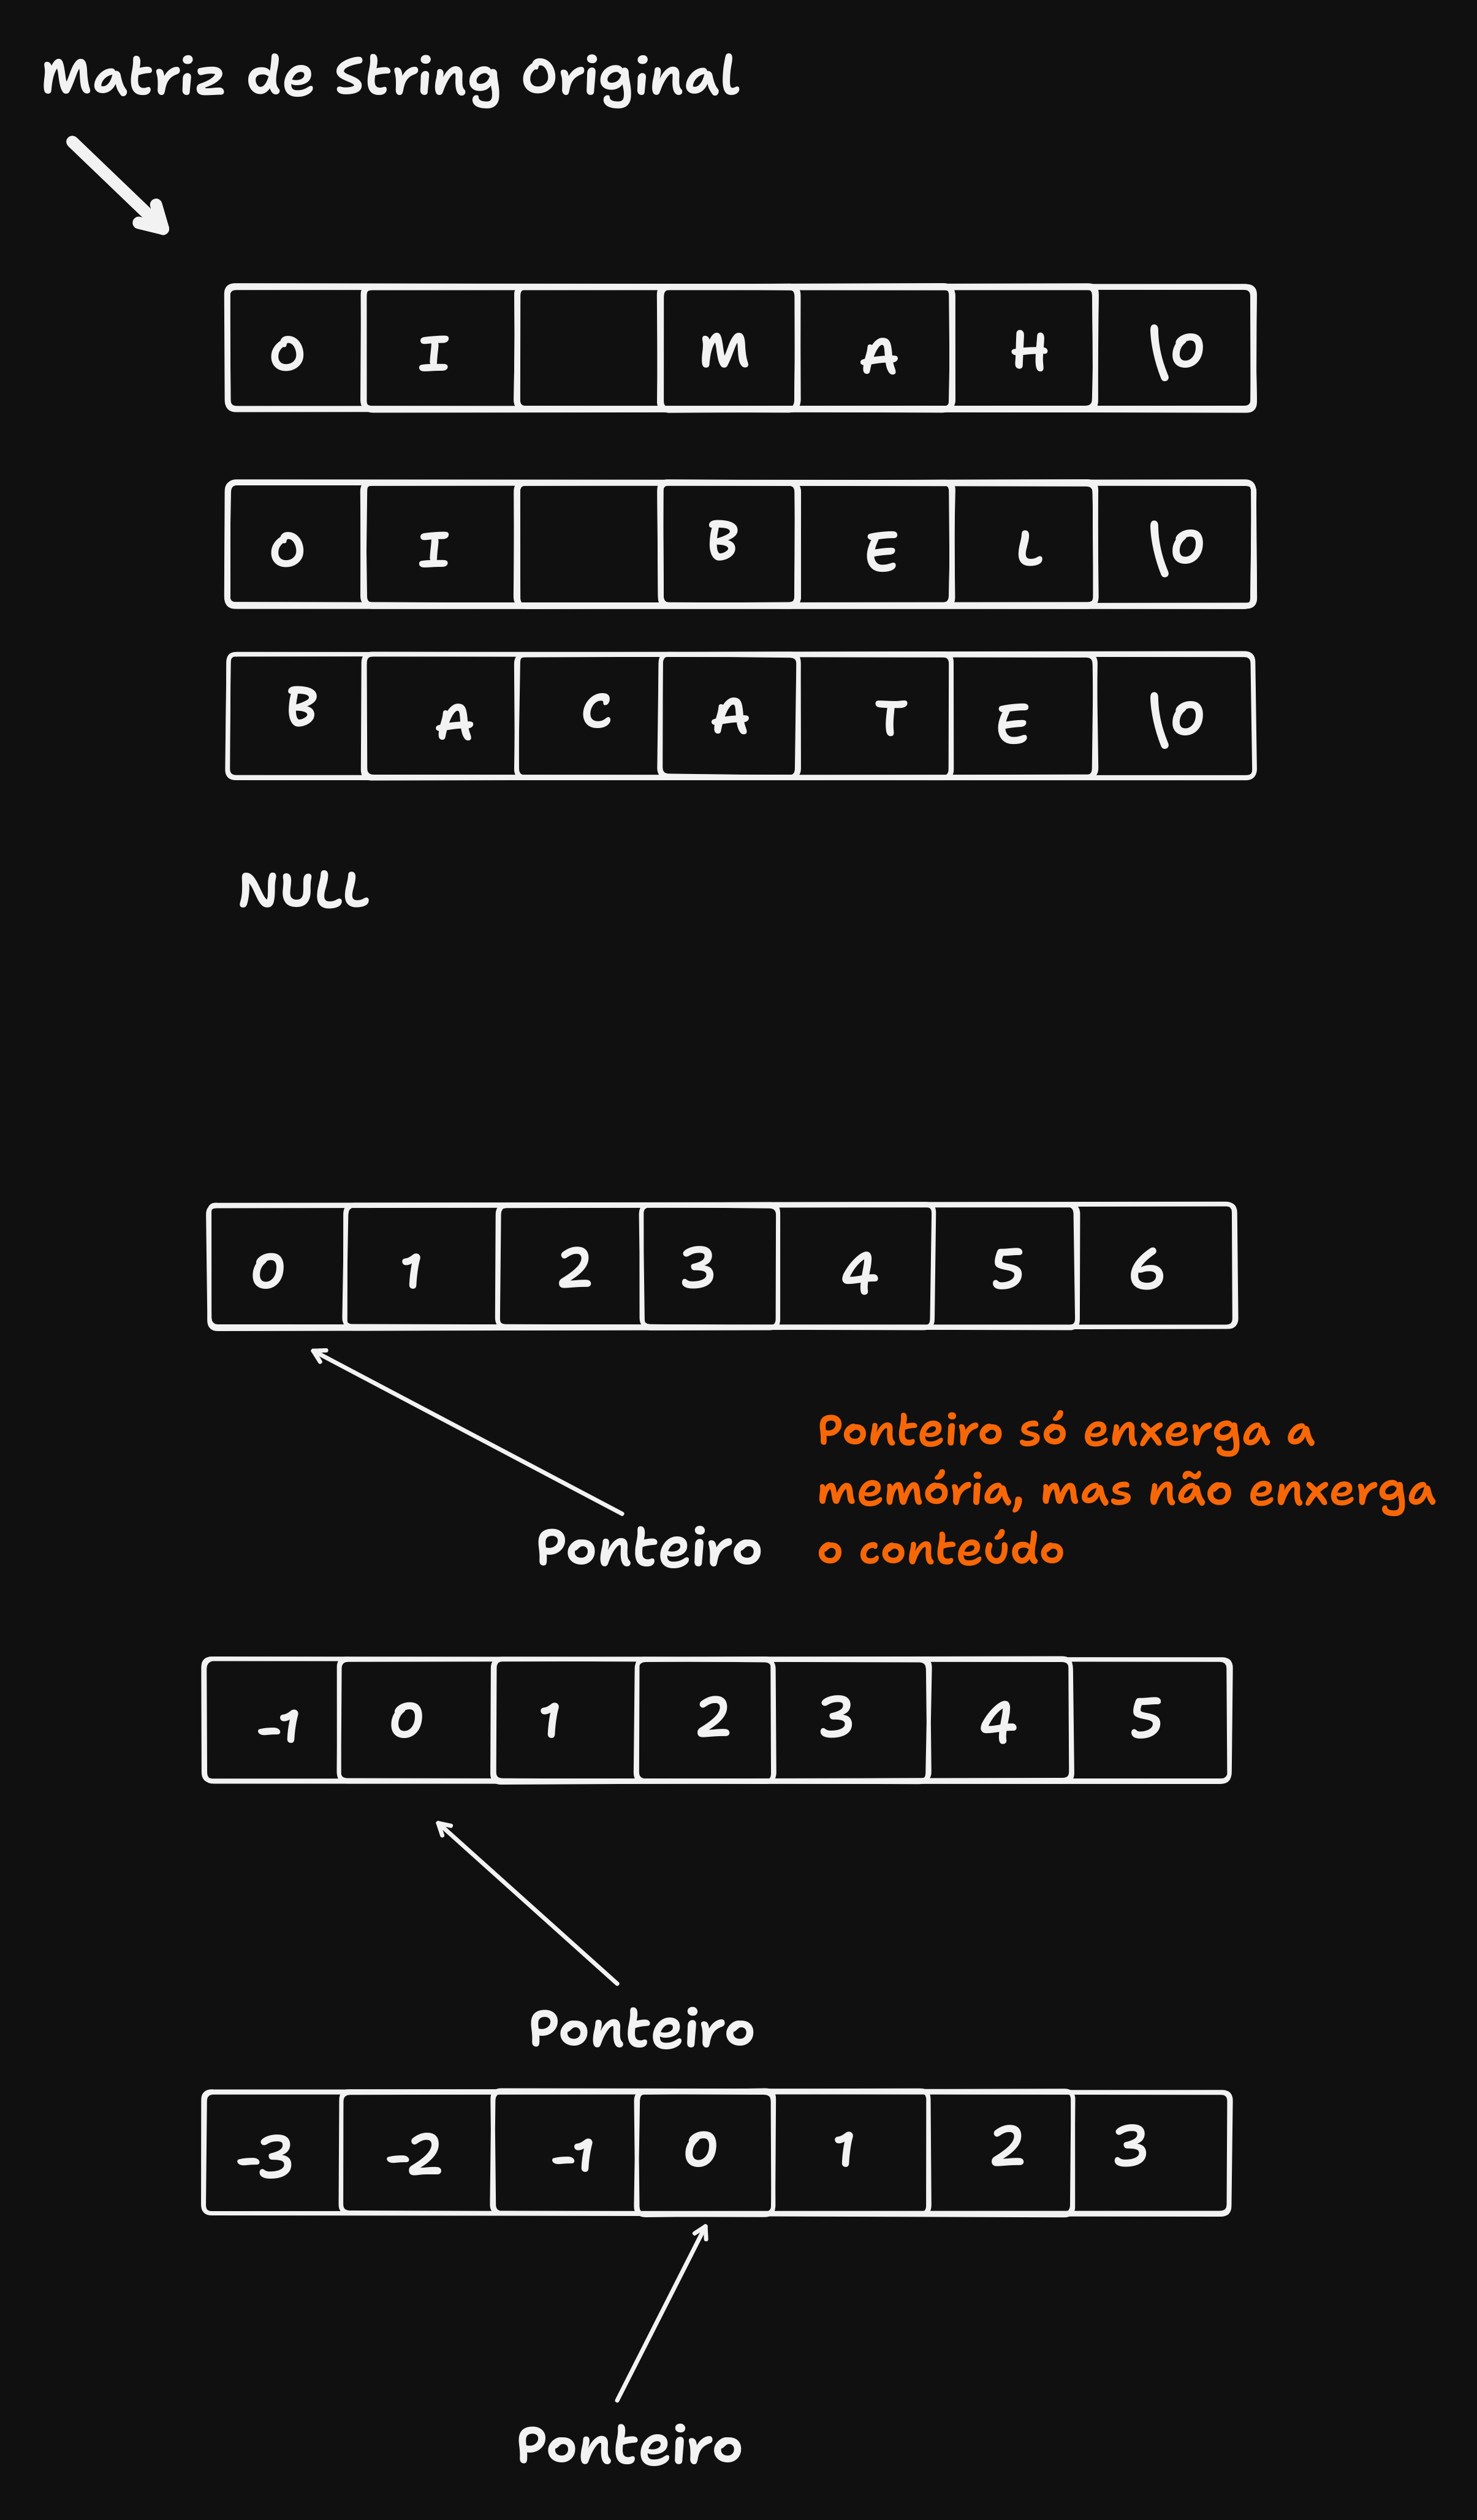 Matriz de String Original
O I M A H \0
O I B E L \0
B A C A T E \0
NULL
0 1 2 3 4 5 6
Ponteiro só enxerga a
memória, mas não enxerga
o conteúdo
Ponteiro
-1 0 1 2 3 4 5
Ponteiro
-3 -2 -1 0 1 2 3
Ponteiro